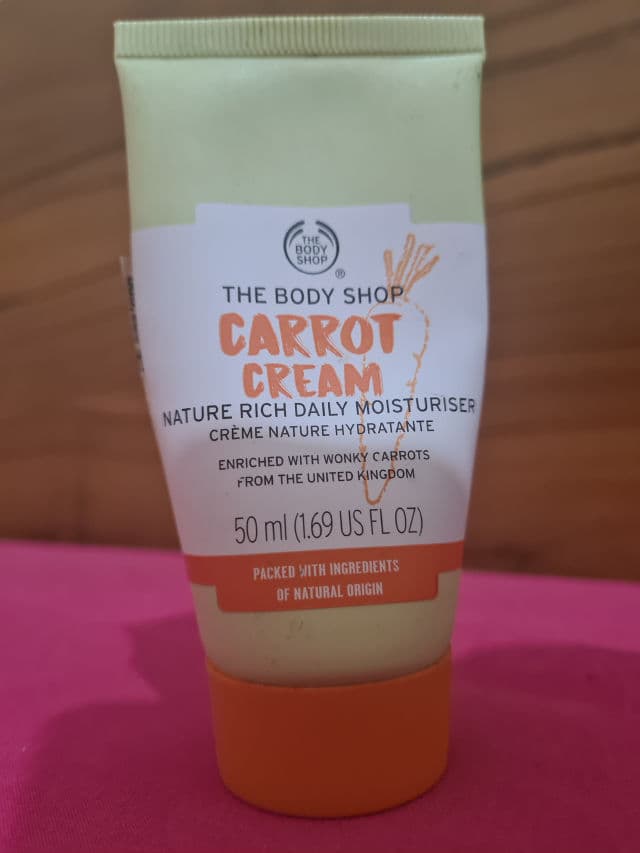 THE
BODY
SHOP
®
THE BODY SHOP
CARROT
CREAM
NATURE RICH DAILY MOISTURISER
CRÈME NATURE HYDRATANTE
ENRICHED WITH WONKY CARROTS
FROM THE UNITED KINGDOM
50 ml (1.69 US FL OZ)
PACKED WITH INGREDIENTS
OF NATURAL ORIGIN